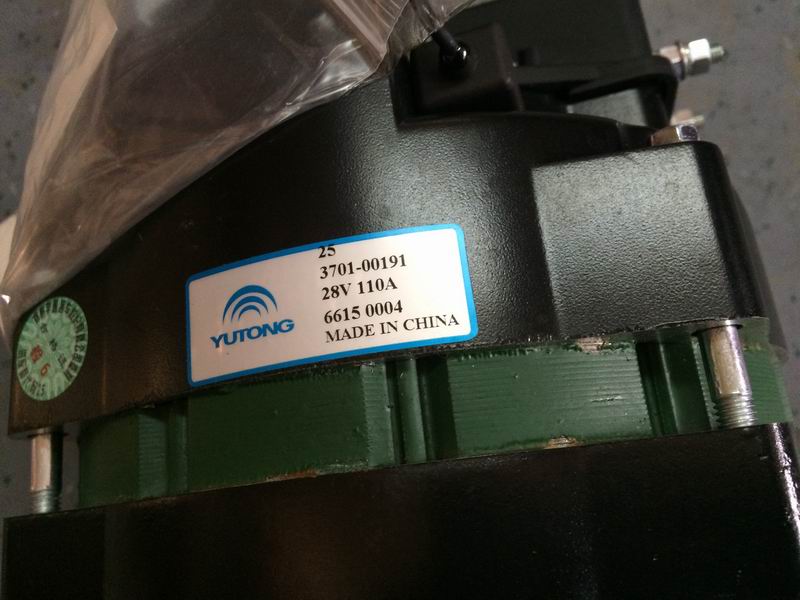 25
3701-00191
28V 110A
6615 0004
MADE IN CHINA
YUTONG